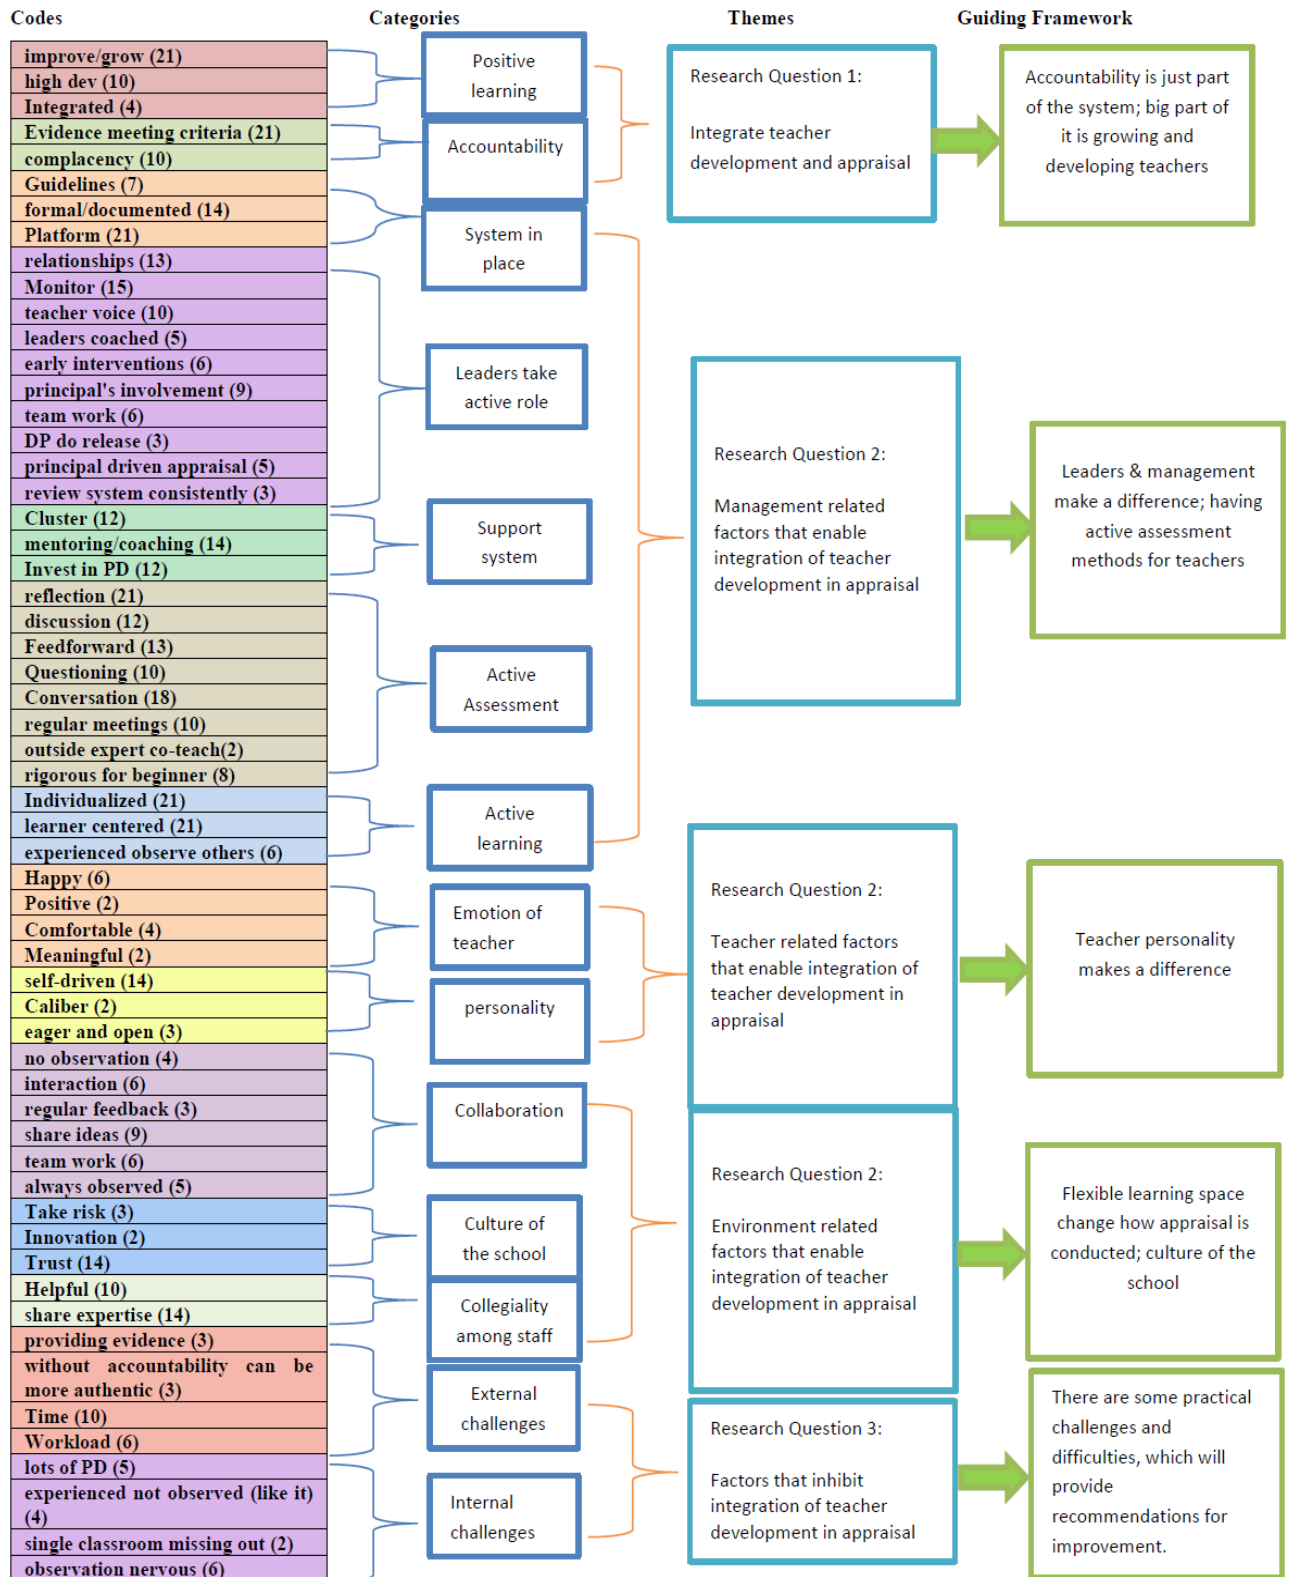 Codes
Categories
Themes
Guiding Framework
improve/grow (21)
high dev (10)
Integrated (4)
Evidence meeting criteria (21)
complacency (10)
Guidelines (7)
formal/documented (14)
Platform (21)
relationships (13)
Monitor (15)
teacher voice (10)
leaders coached (5)
early interventions (6)
principal's involvement (9)
team work (6)
DP do release (3)
principal driven appraisal (5)
review system consistently (3)
Cluster (12)
mentoring/coaching (14)
Invest in PD (12)
reflection (21)
discussion (12)
Feedforward (13)
Questioning (10)
Conversation (18)
regular meetings (10)
outside expert co-teach(2)
rigorous for beginner (8)
Individualized (21)
learner centered (21)
experienced observe others (6)
Happy (6)
Positive (2)
Comfortable (4)
Meaningful (2)
self-driven (14)
Caliber (2)
eager and open (3)
no observation (4)
interaction (6)
regular feedback (3)
share ideas (9)
team work (6)
always observed (5)
Take risk (3)
Innovation (2)
Trust (14)
Helpful (10)
share expertise (14)
providing evidence (3)
without accountability can be
more authentic (3)
Time (10)
Workload (6)
lots of PD (5)
experienced not observed (like it)
(4)
single classroom missing out (2)
observation nervous (6)
Positive
learning
Accountability
System in
place
Leaders take
active role
Support
system
Active
Assessment
Active
learning
Emotion of
teacher
personality
Collaboration
Culture of
the school
Collegiality
among staff
External
challenges
Internal
challenges
Research Question 1:
Integrate teacher
development and appraisal
Research Question 2:
Management related
factors that enable
integration of teacher
development in appraisal
Research Question 2:
Teacher related factors
that enable integration of
teacher development in
appraisal
Research Question 2:
Environment related
factors that enable
integration of teacher
development in appraisal
Research Question 3:
Factors that inhibit
integration of teacher
development in appraisal
Accountability is just part
of the system; big part of
it is growing and
developing teachers
Leaders & management
make a difference; having
active assessment
methods for teachers
Teacher personality
makes a difference
Flexible learning space
change how appraisal is
conducted; culture of the
school
There are some practical
challenges and
difficulties, which will
provide
recommendations for
improvement.